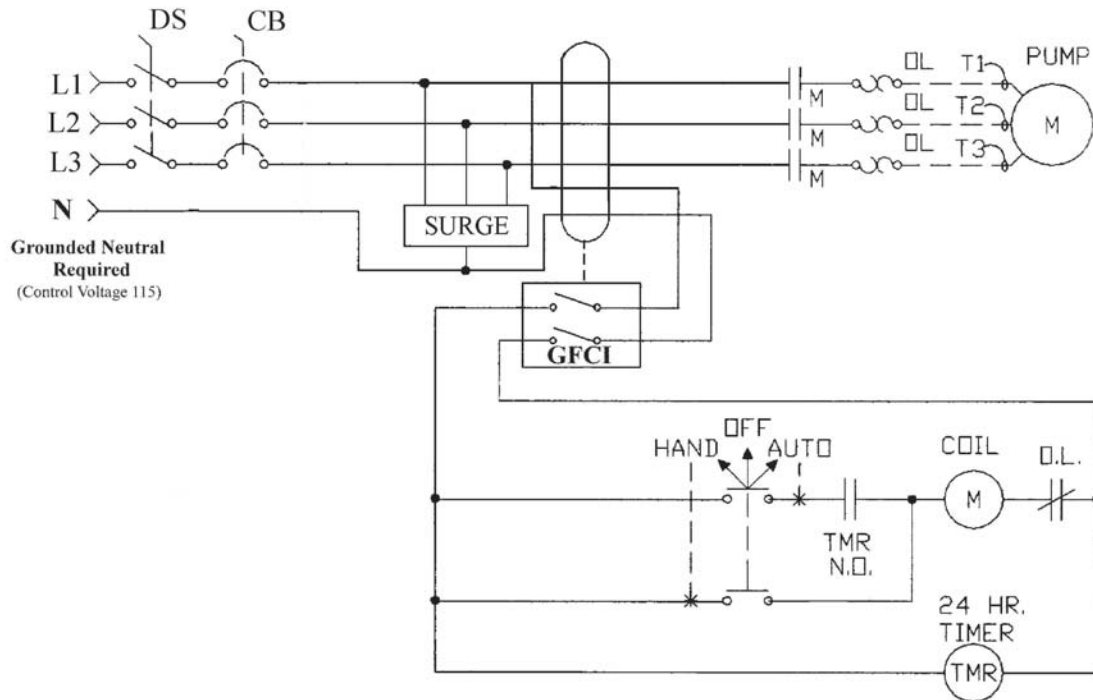 DS
CB
L1
L2
L3
N
Grounded Neutral
Required
(Control Voltage 115)
SURGE
GFCI
M
M
M
OL
OL
OL
T1
T2
T3
PUMP
M
HAND
OFF
AUTO
TMR
N.O.
COIL
M
O.L.
24 HR.
TIMER
TMR